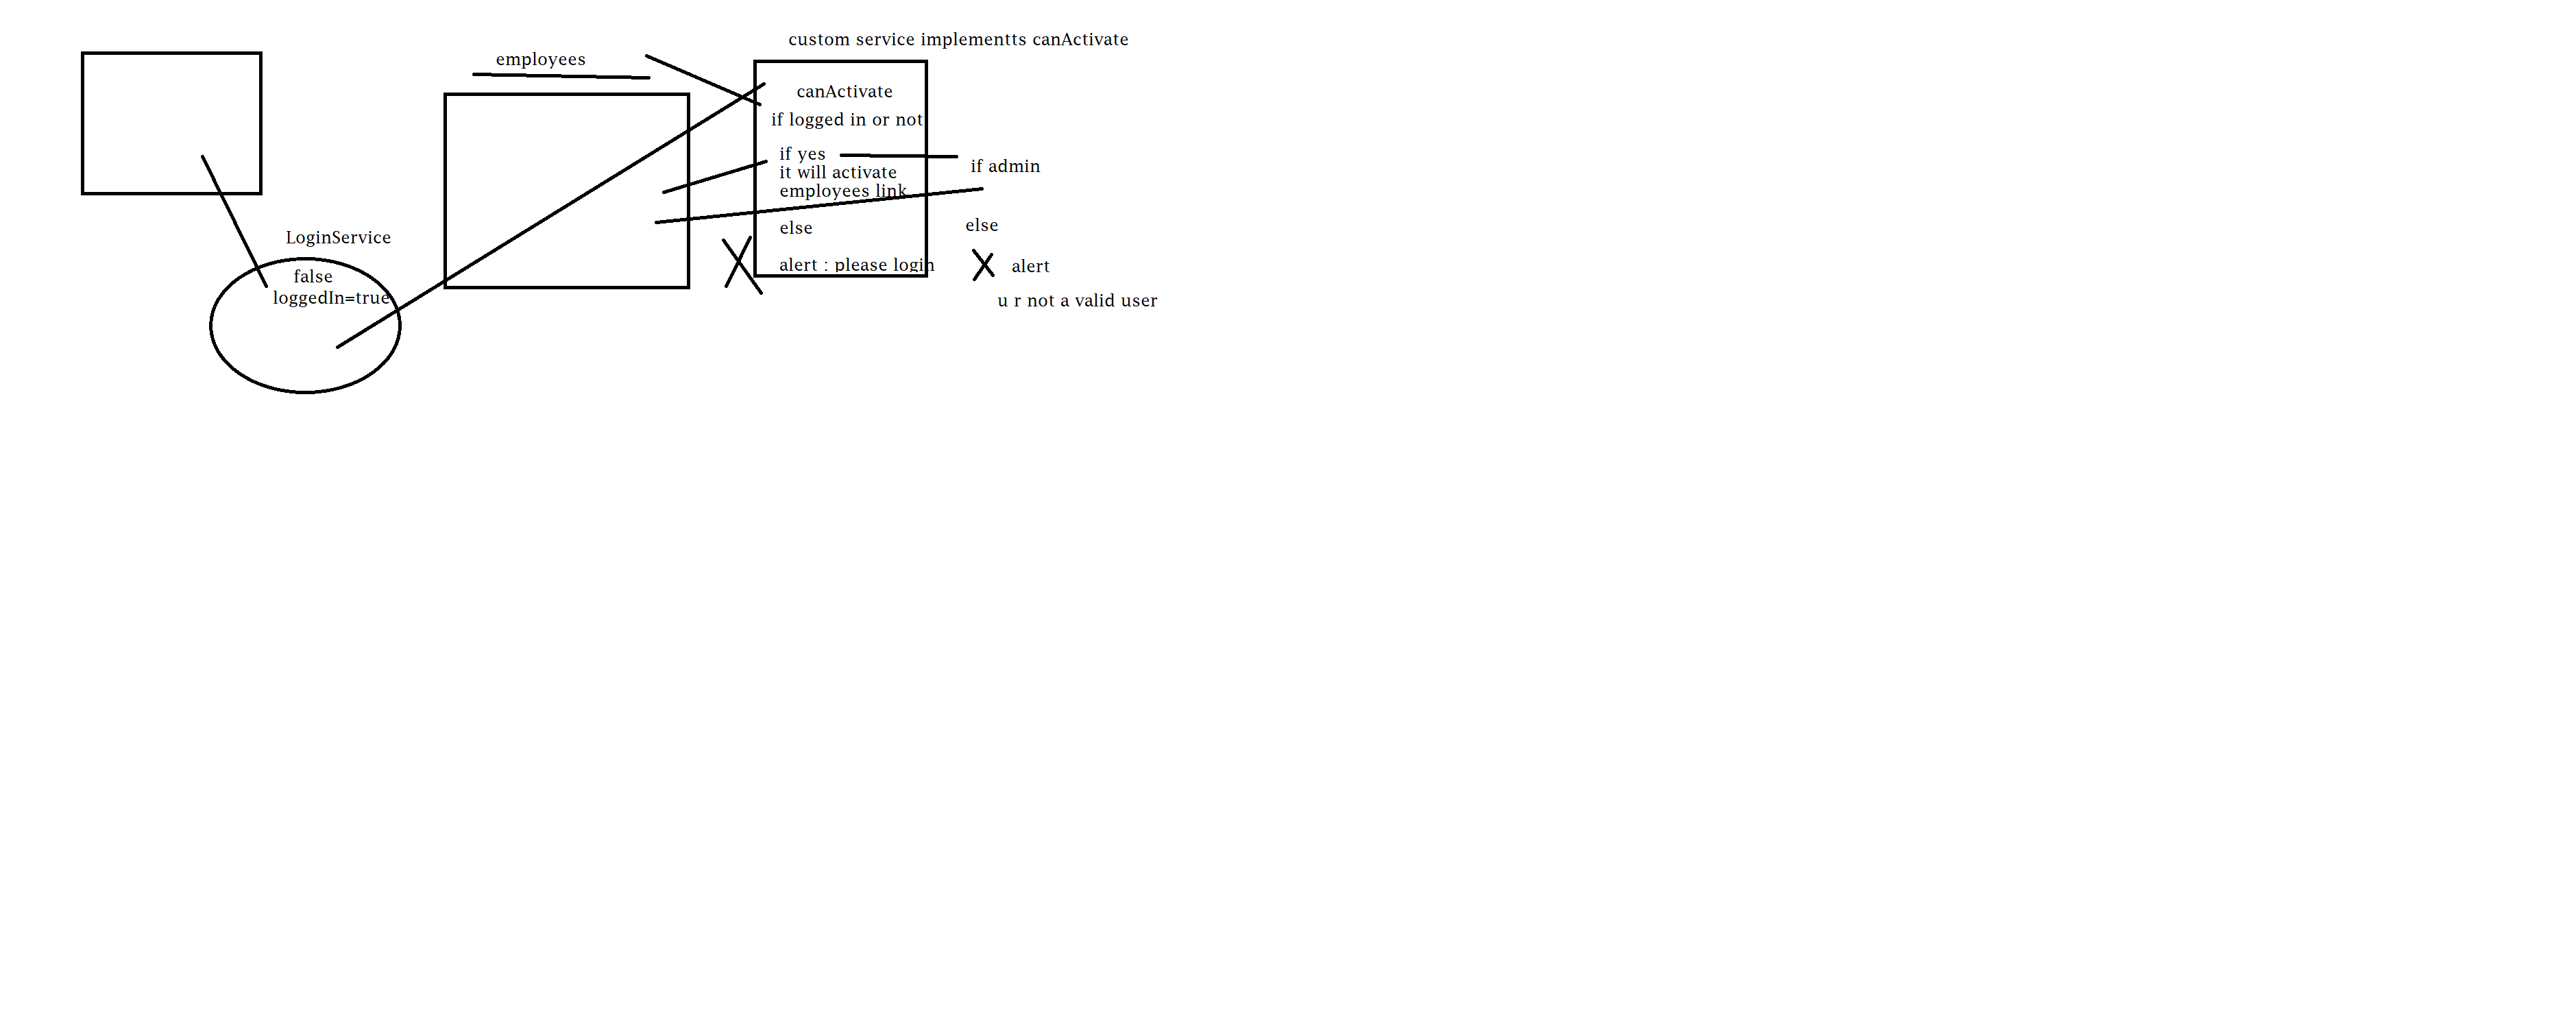 custom service implementts canActivate
employees
canActivate
if logged in or not
if yes
it will activate
employees link
if admin
else
else
alert : please login
alert
u r not a valid user
LoginService
false
loggedIn=true